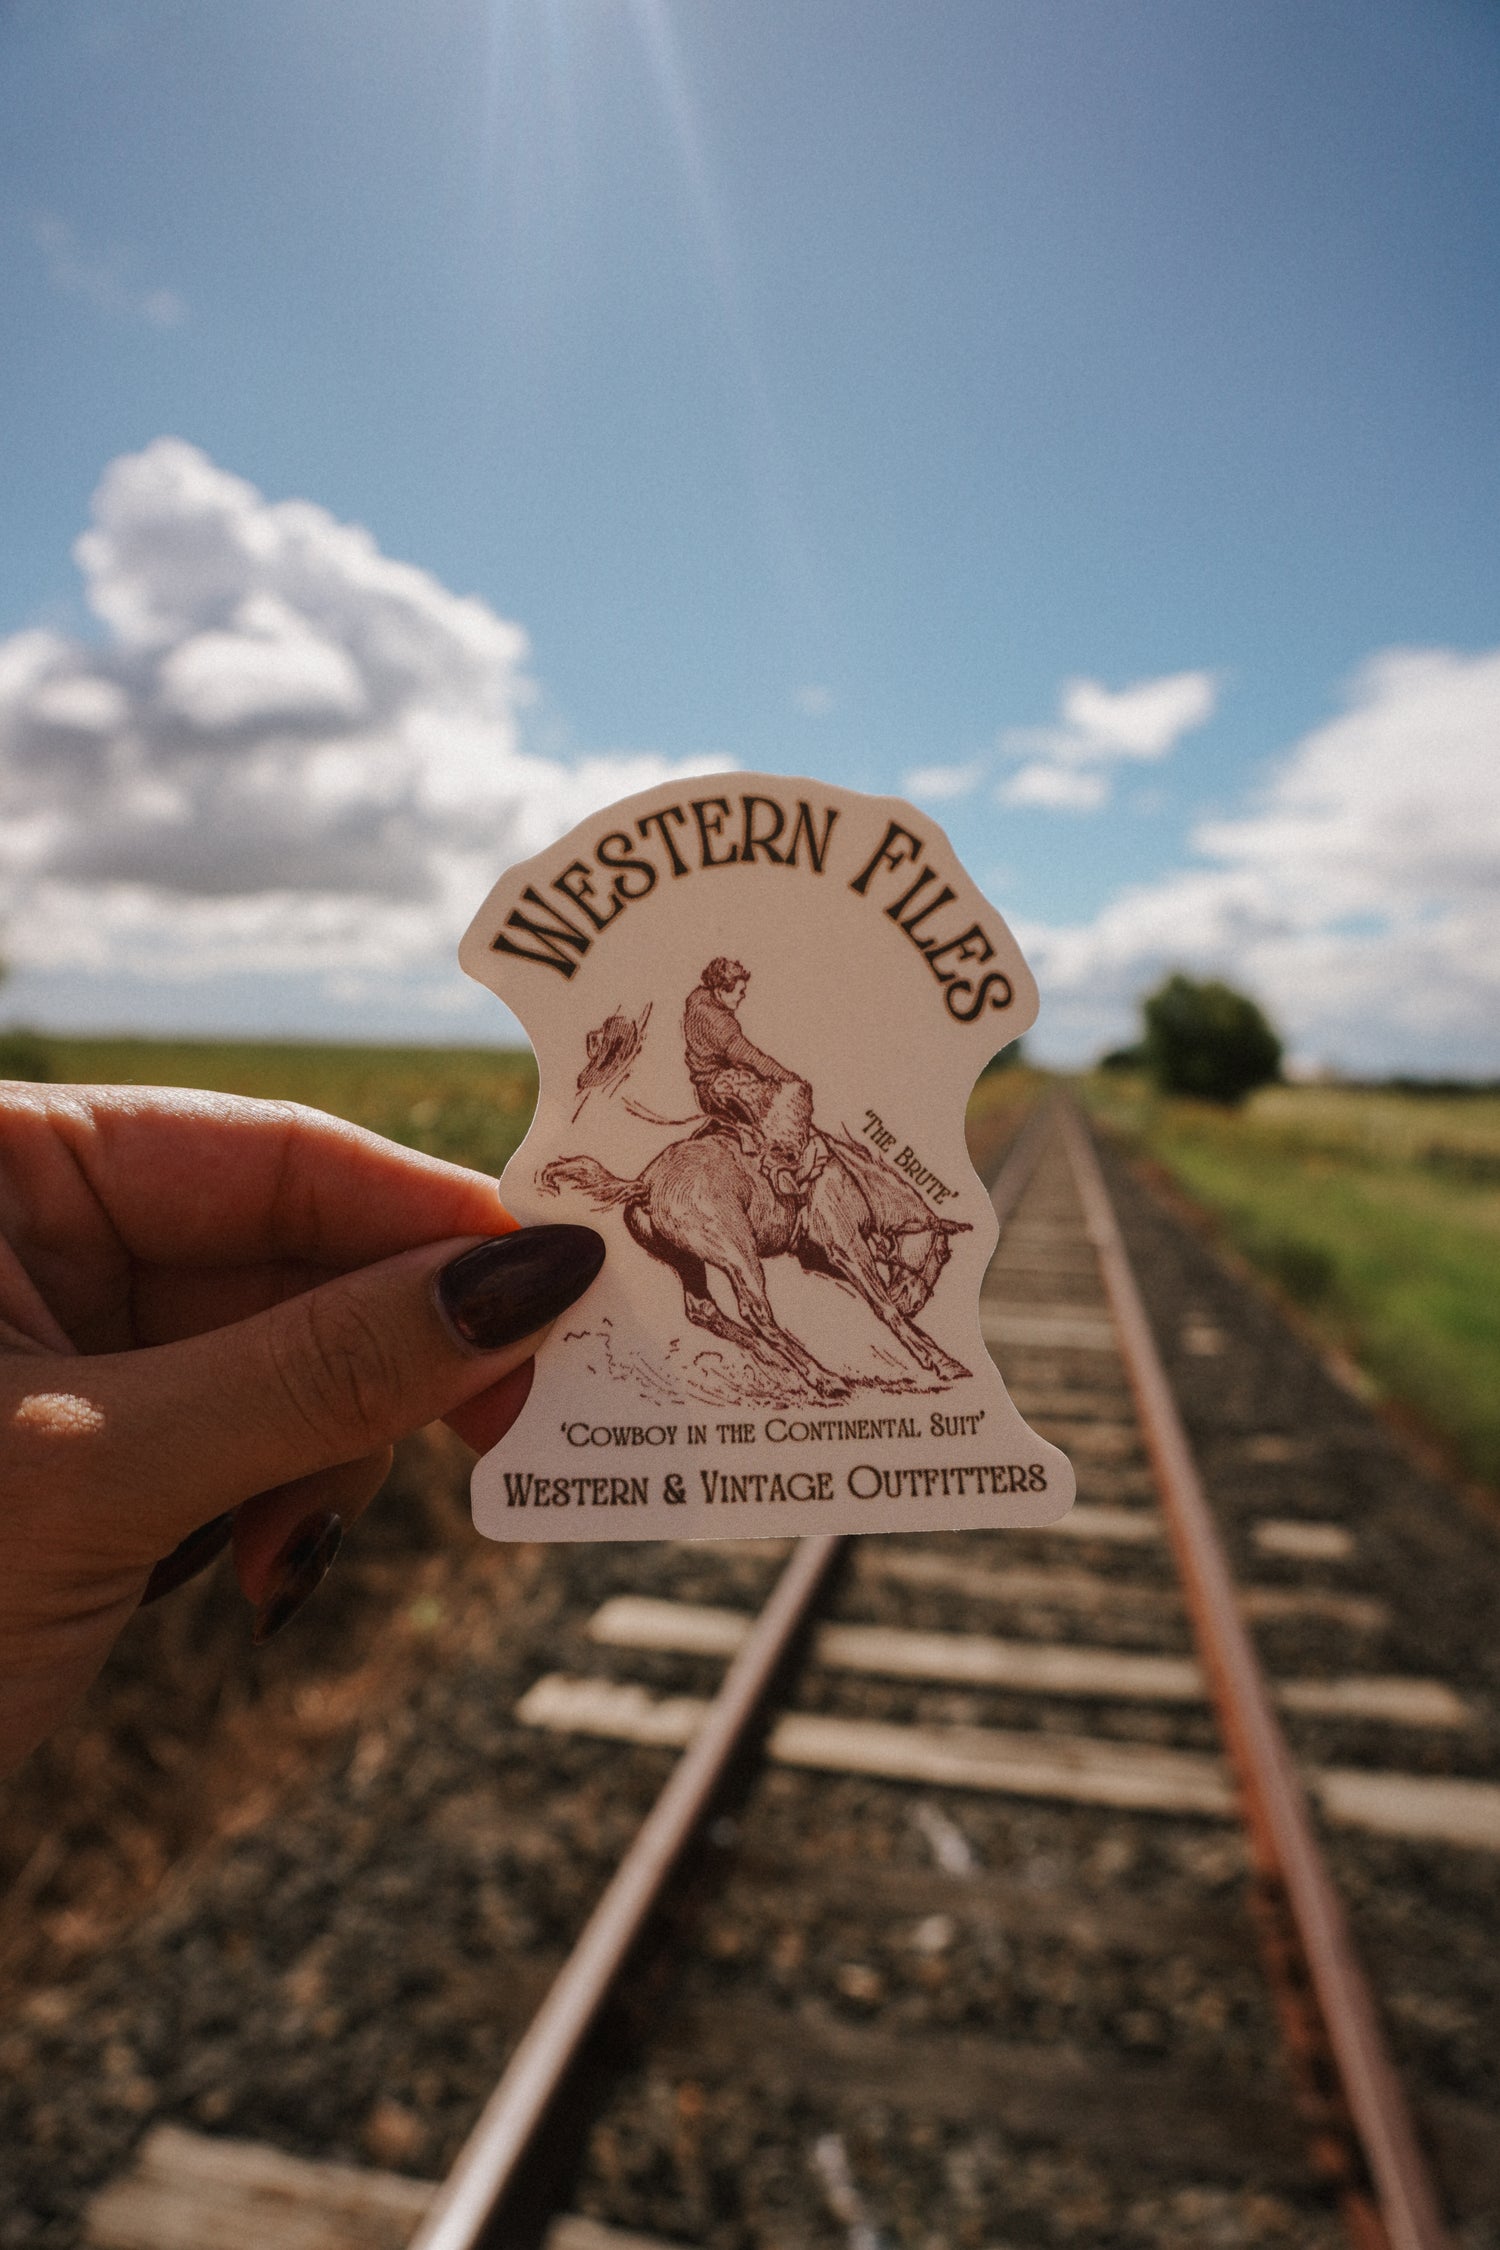 WESTERN FILES
'THE BRUTE'
'COWBOY IN THE CONTINENTAL SUIT'
WESTERN & VINTAGE OUTFITTERS